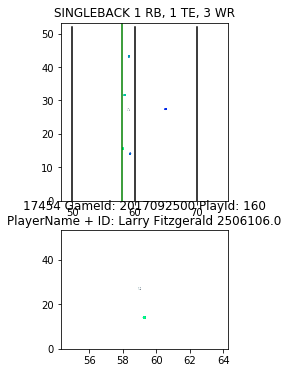 SINGLEBACK 1 RB, 1 TE, 3 WR
50
40
30
20
10
0
50 60 70
17454 GameId: 2017092500 PlayId: 160
PlayerName + ID: Larry Fitzgerald 2506106.0
40
20
0
56 58 60 62 64